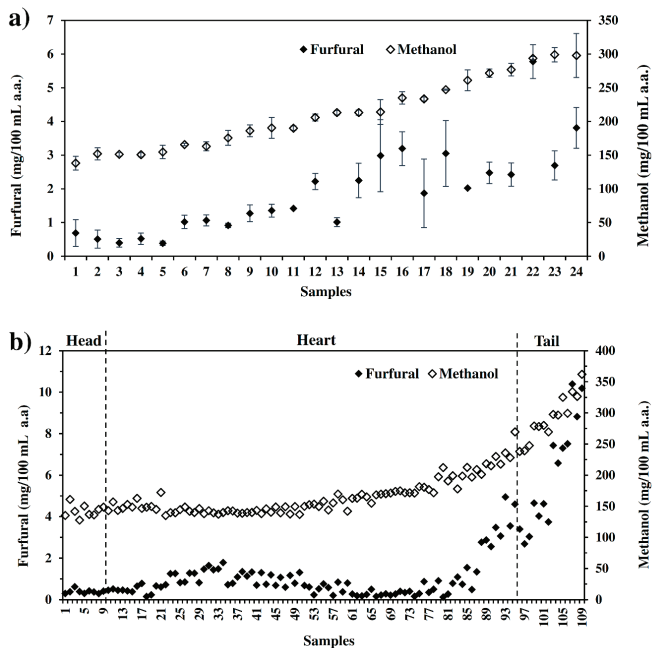 a)
Furfural (mg/100 mL a.a.)
7
6
5
4
3
2
1
0
Furfural
Methanol
350
300
250
200
150
100
50
0
Methanol (mg/100 mL a.a.)
1 2 3 4 5 6 7 8 9 10 11 12 13 14 15 16 17 18 19 20 21 22 23 24
Samples
b)
Head Heart Tail
Furfural (mg/100 mL a.a)
12
10
8
6
4
2
0
Furfural
Methanol
400
350
300
250
200
150
100
50
0
Methanol (mg/100 mL a.a.)
1 5 9 13 17 21 25 29 33 37 41 45 49 53 57 61 65 69 73 77 81 85 89 93 97 101 105 109
Samples